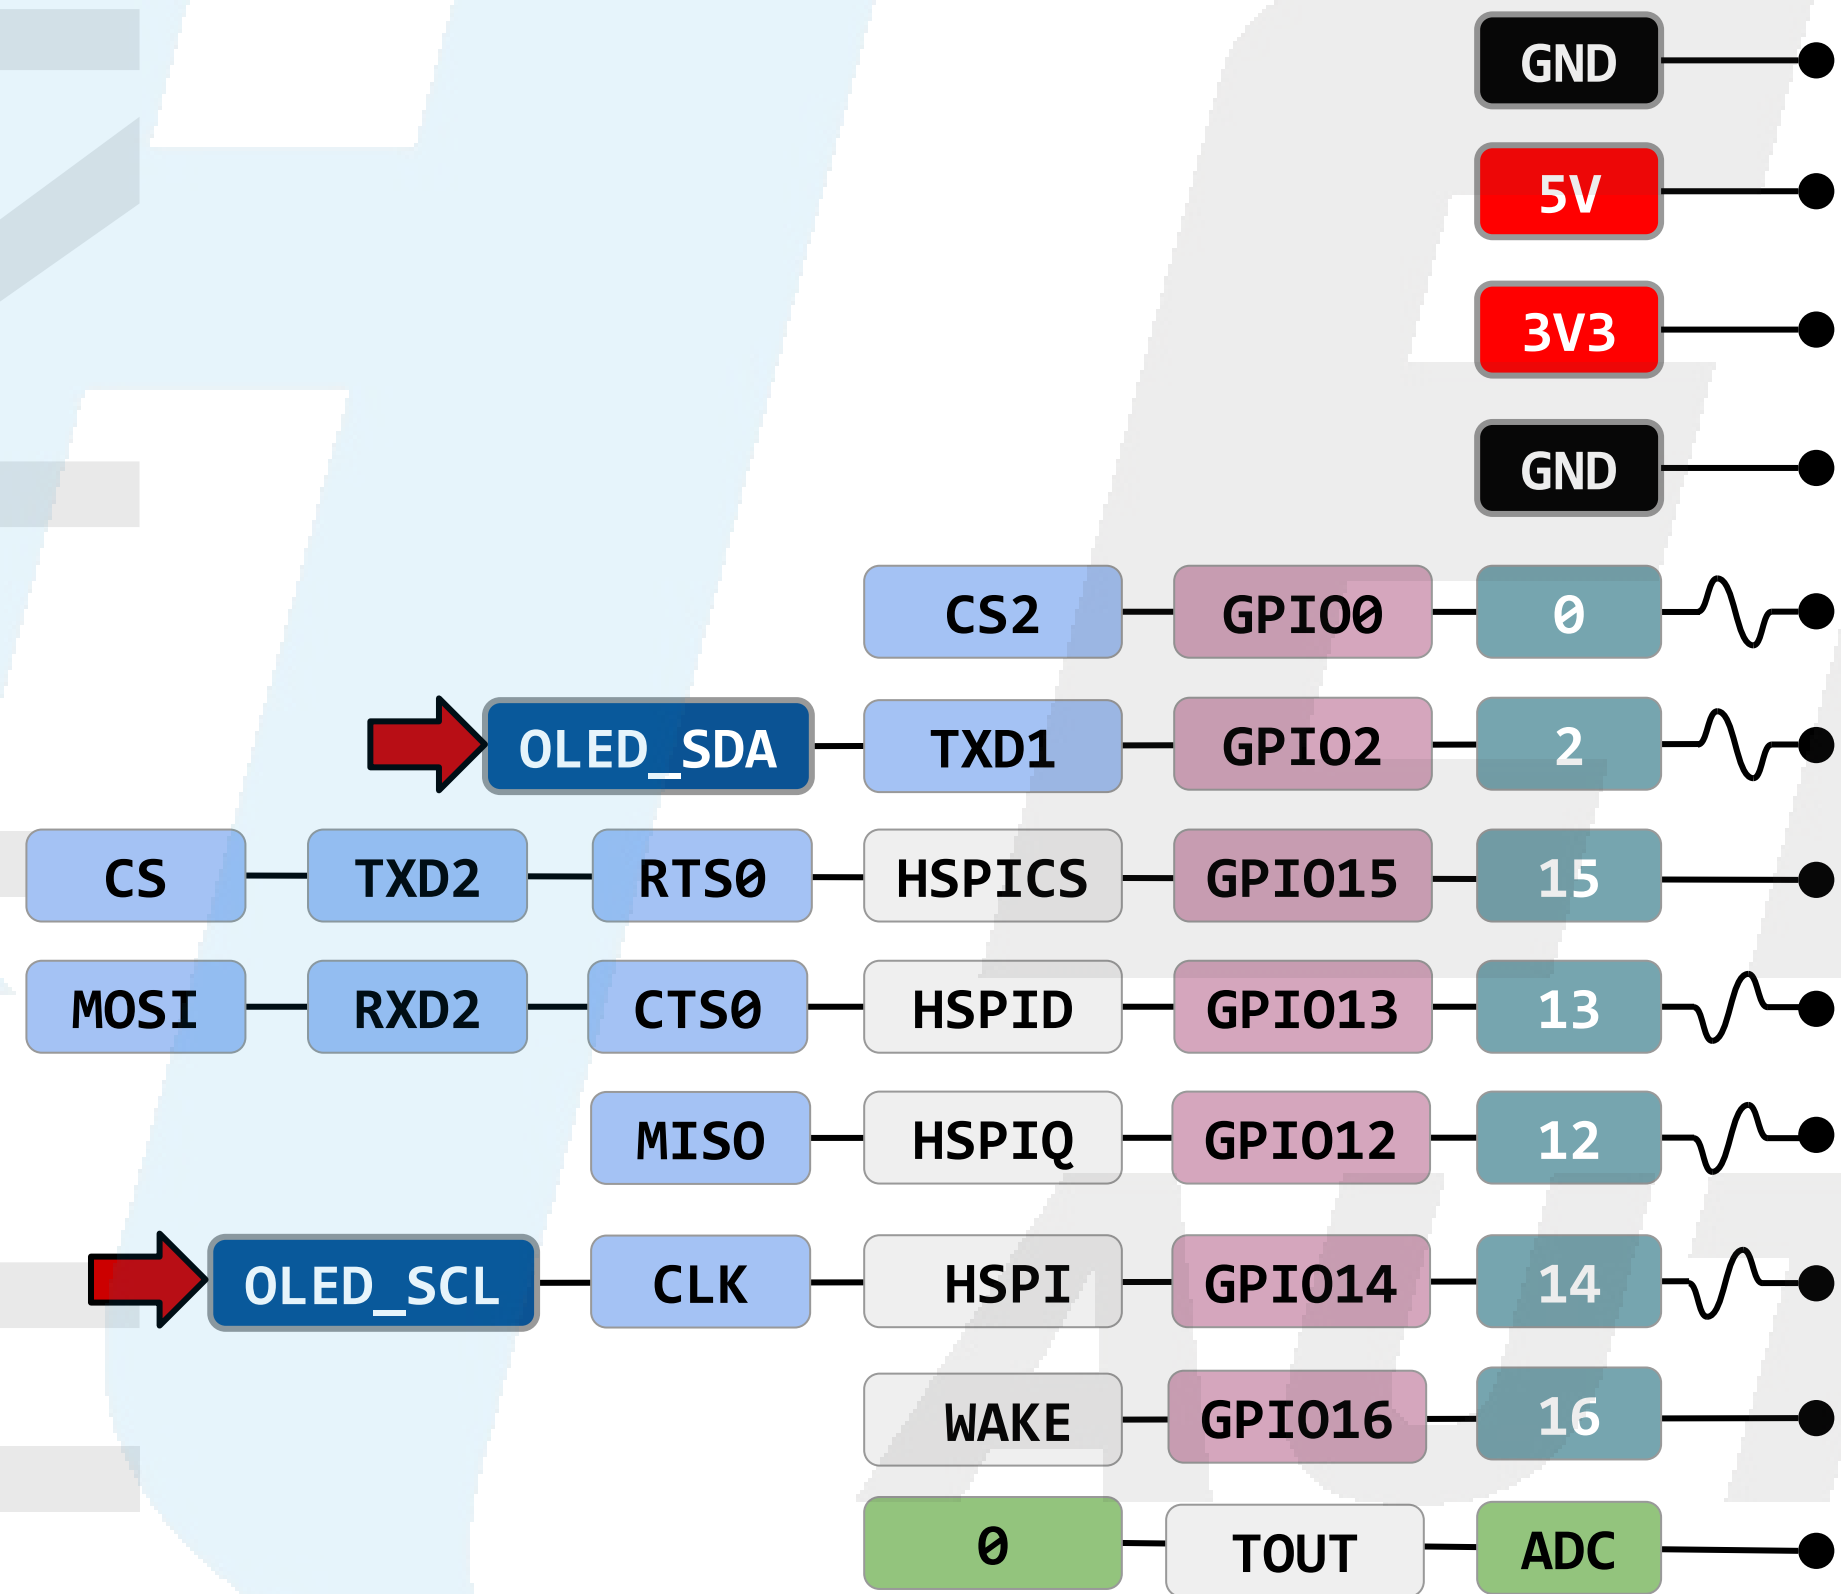 GND
5V
3V3
GND
CS2 GPIO0 0
OLED_SDA TXD1 GPIO2 2
CS TXD2 RTS0 HSPICS GPIO15 15
MOSI RXD2 CTS0 HSPID GPIO13 13
MISO HSPIQ GPIO12 12
OLED_SCL CLK HSPI GPIO14 14
WAKE GPIO16 16
0 TOUT ADC